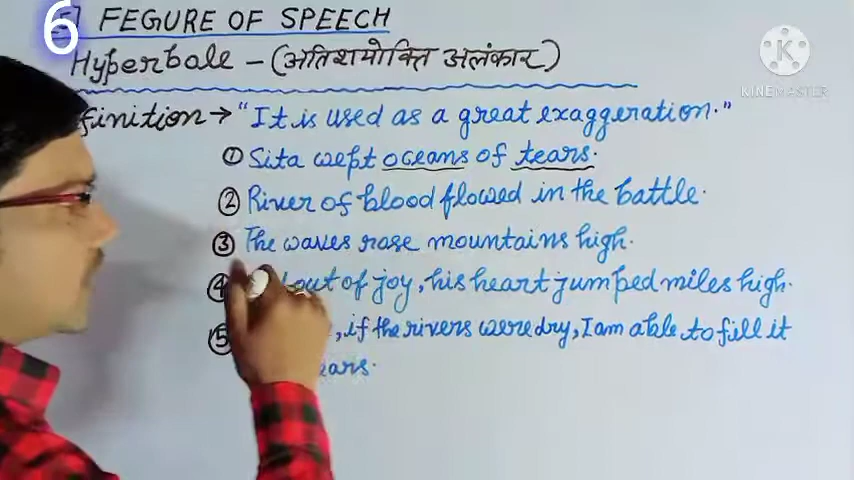 6
5) FEGURE OF SPEECH
Hyperbole - (अतिशयोक्ति अलंकार)
finition → "It is used as a great exaggeration."
① Sita wept oceans of tears.
② River of blood flowed in the battle.
③ The waves rose mountains high.
④ out of joy, his heart jumped miles high.
⑤ , if the rivers were dry, I am able to fill it
ears.
K
KINEMASTER